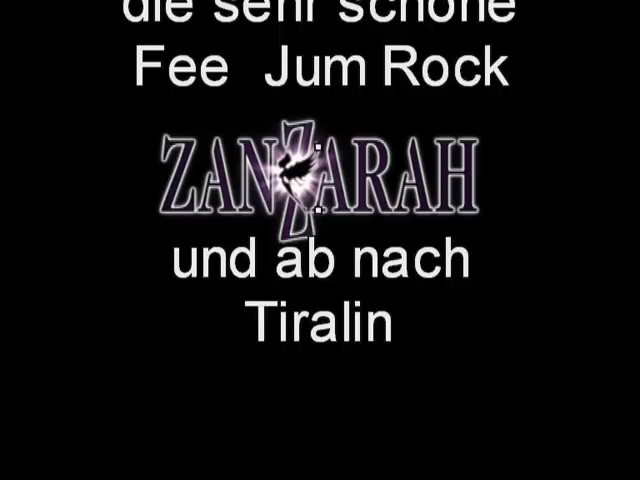 die sehr schöne
Fee Jum Rock
ZANZARAH
und ab nach
Tiralin